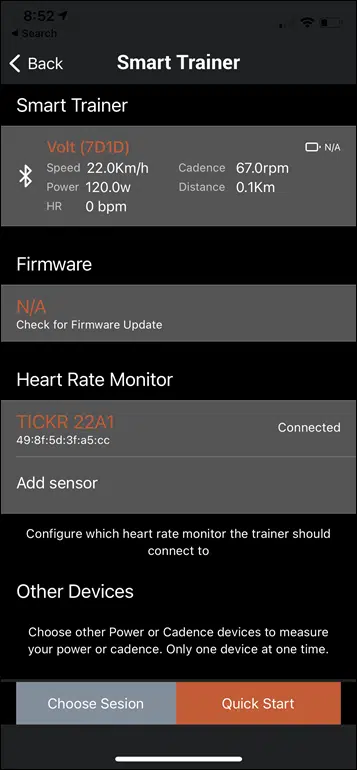 8:52
Search
Back
Smart Trainer
Smart Trainer
Volt (7D1D)
N/A
Speed 22.0Km/h Cadence 67.0rpm
Power 120.0w Distance 0.1Km
HR 0 bpm
Firmware
N/A
Check for Firmware Update
Heart Rate Monitor
TICKR 22A1
Connected
49:8f:5d:3f:a5:cc
Add sensor
Configure which heart rate monitor the trainer should
connect to
Other Devices
Choose other Power or Cadence devices to measure
your power or cadence. Only one device at one time.
Choose Sesion Quick Start